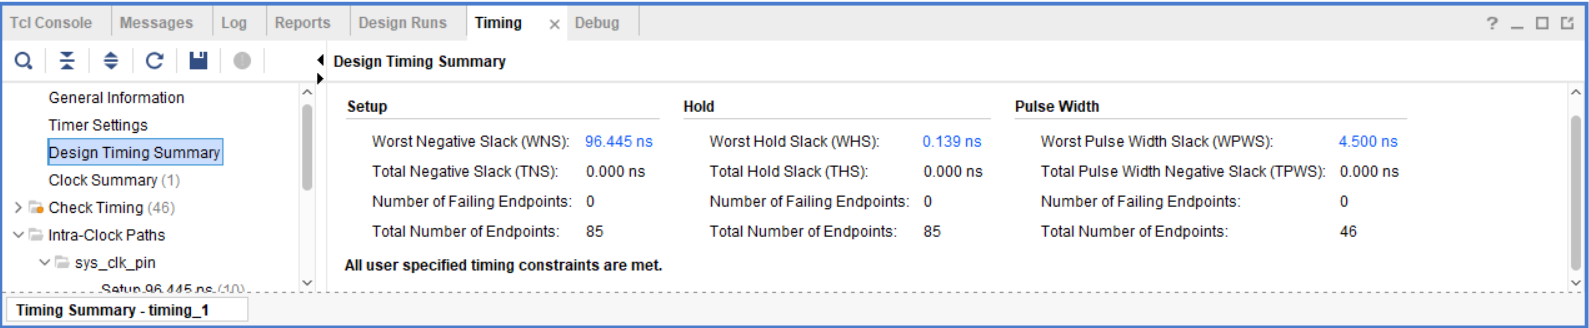 Tcl Console Messages Log Reports Design Runs Timing × Debug ?
Design Timing Summary
General Information
Timer Settings
Design Timing Summary
Clock Summary (1)
Check Timing (46)
Intra-Clock Paths
sys_clk_pin
Setup 96.445 ns (10)
Setup Hold Pulse Width
Worst Negative Slack (WNS): 96.445 ns Worst Hold Slack (WHS): 0.139 ns Worst Pulse Width Slack (WPWS): 4.500 ns
Total Negative Slack (TNS): 0.000 ns Total Hold Slack (THS): 0.000 ns Total Pulse Width Negative Slack (TPWS): 0.000 ns
Number of Failing Endpoints: 0 Number of Failing Endpoints: 0 Number of Failing Endpoints: 0
Total Number of Endpoints: 85 Total Number of Endpoints: 85 Total Number of Endpoints: 46
All user specified timing constraints are met.
Timing Summary - timing_1